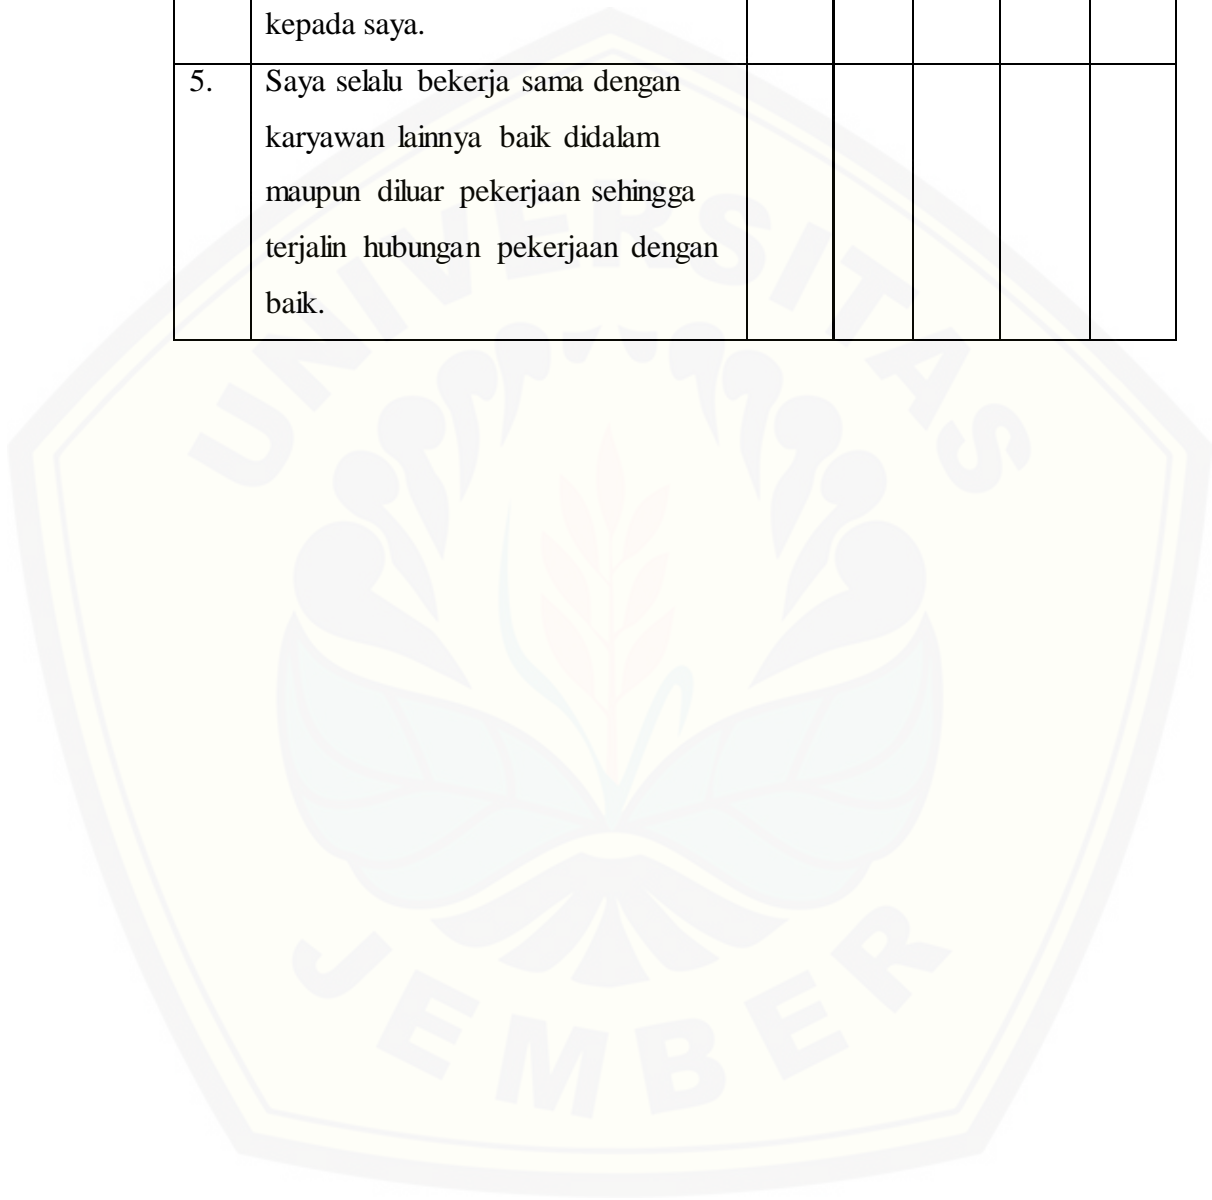 kepada saya.
5. Saya selalu bekerja sama dengan
karyawan lainnya baik didalam
maupun diluar pekerjaan sehingga
terjalin hubungan pekerjaan dengan
baik.
UNIVERSITAS
JEMBER